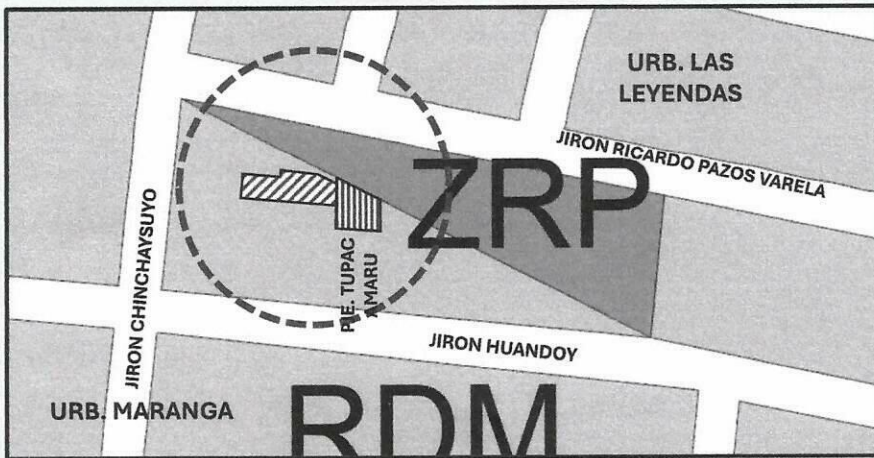 URB. LAS
LEYENDAS
JIRON RICARDO PAZOS VARELA
ZRP
JIRON CHINCHAYSUYO
PJE. TUPAC
AMARU
JIRON HUANDOY
URB. MARANGA
RDM